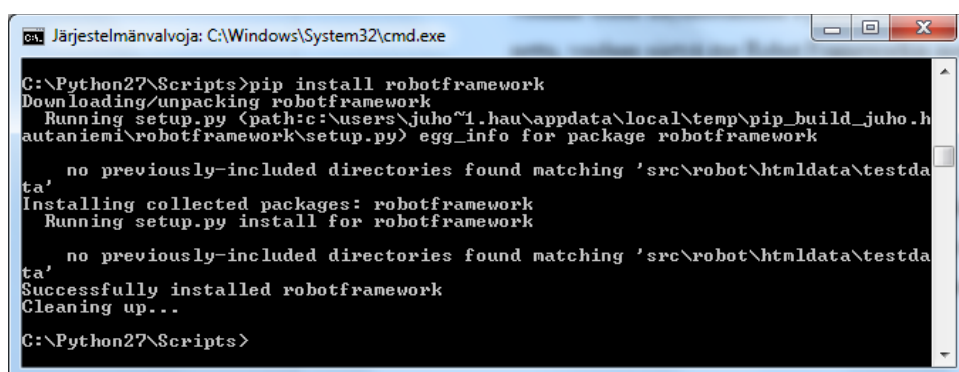 Järjestelmänvalvoja: C:\Windows\System32\cmd.exe
C:\Python27\Scripts>pip install robotframework
Downloading/unpacking robotframework
  Running setup.py (path:c:\users\juho~1.hau\appdata\local\temp\pip_build_juho.h
autaniemi\robotframework\setup.py) egg_info for package robotframework
    no previously-included directories found matching 'src\robot\htmldata\testda
ta'
Installing collected packages: robotframework
  Running setup.py install for robotframework
    no previously-included directories found matching 'src\robot\htmldata\testda
ta'
Successfully installed robotframework
Cleaning up...
C:\Python27\Scripts>